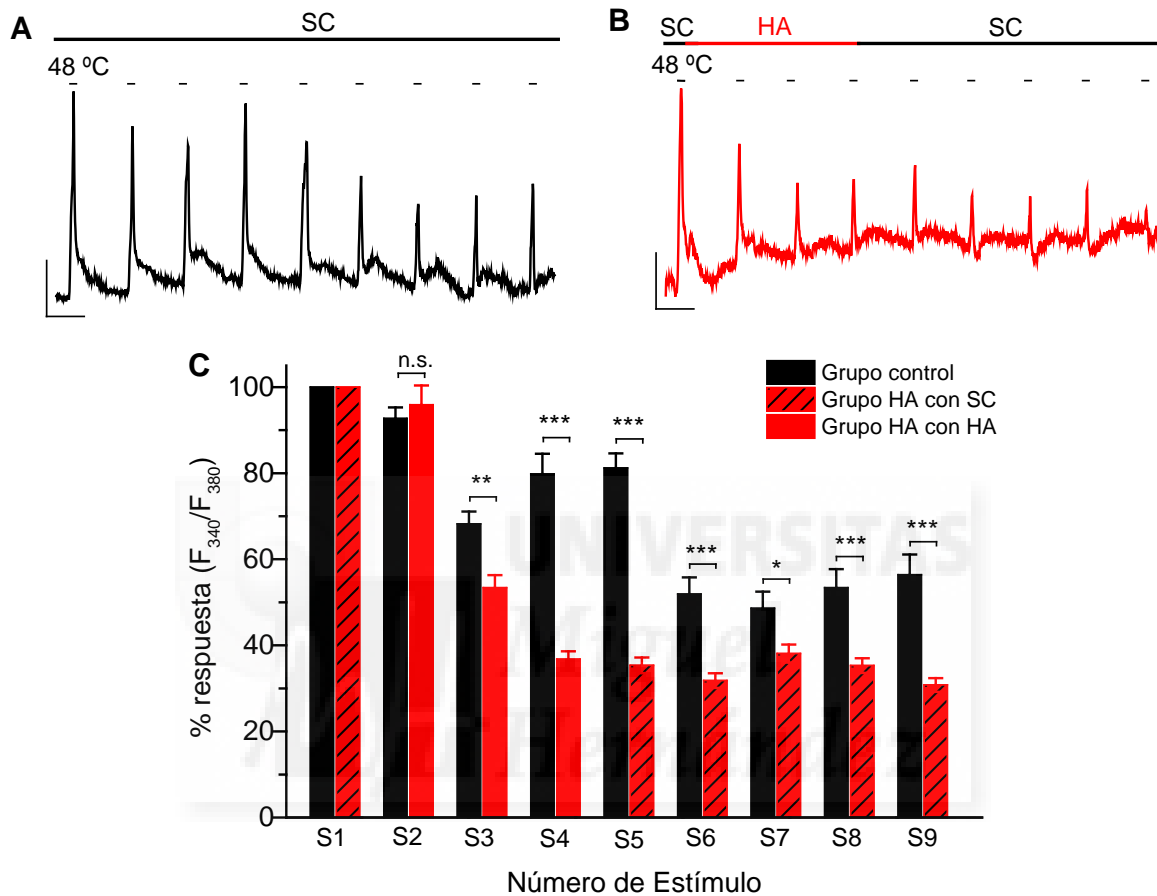 A
SC
48 ºC
B
SC
HA
SC
48 ºC
C
n.s.
***
***
**
***
*
***
***
Grupo control
Grupo HA con SC
Grupo HA con HA
% respuesta (F340/F380)
100
80
60
40
20
0
UNIVERSITAS
Miguel
Hernández
S1
S2
S3
S4
S5
S6
S7
S8
S9
Número de Estímulo